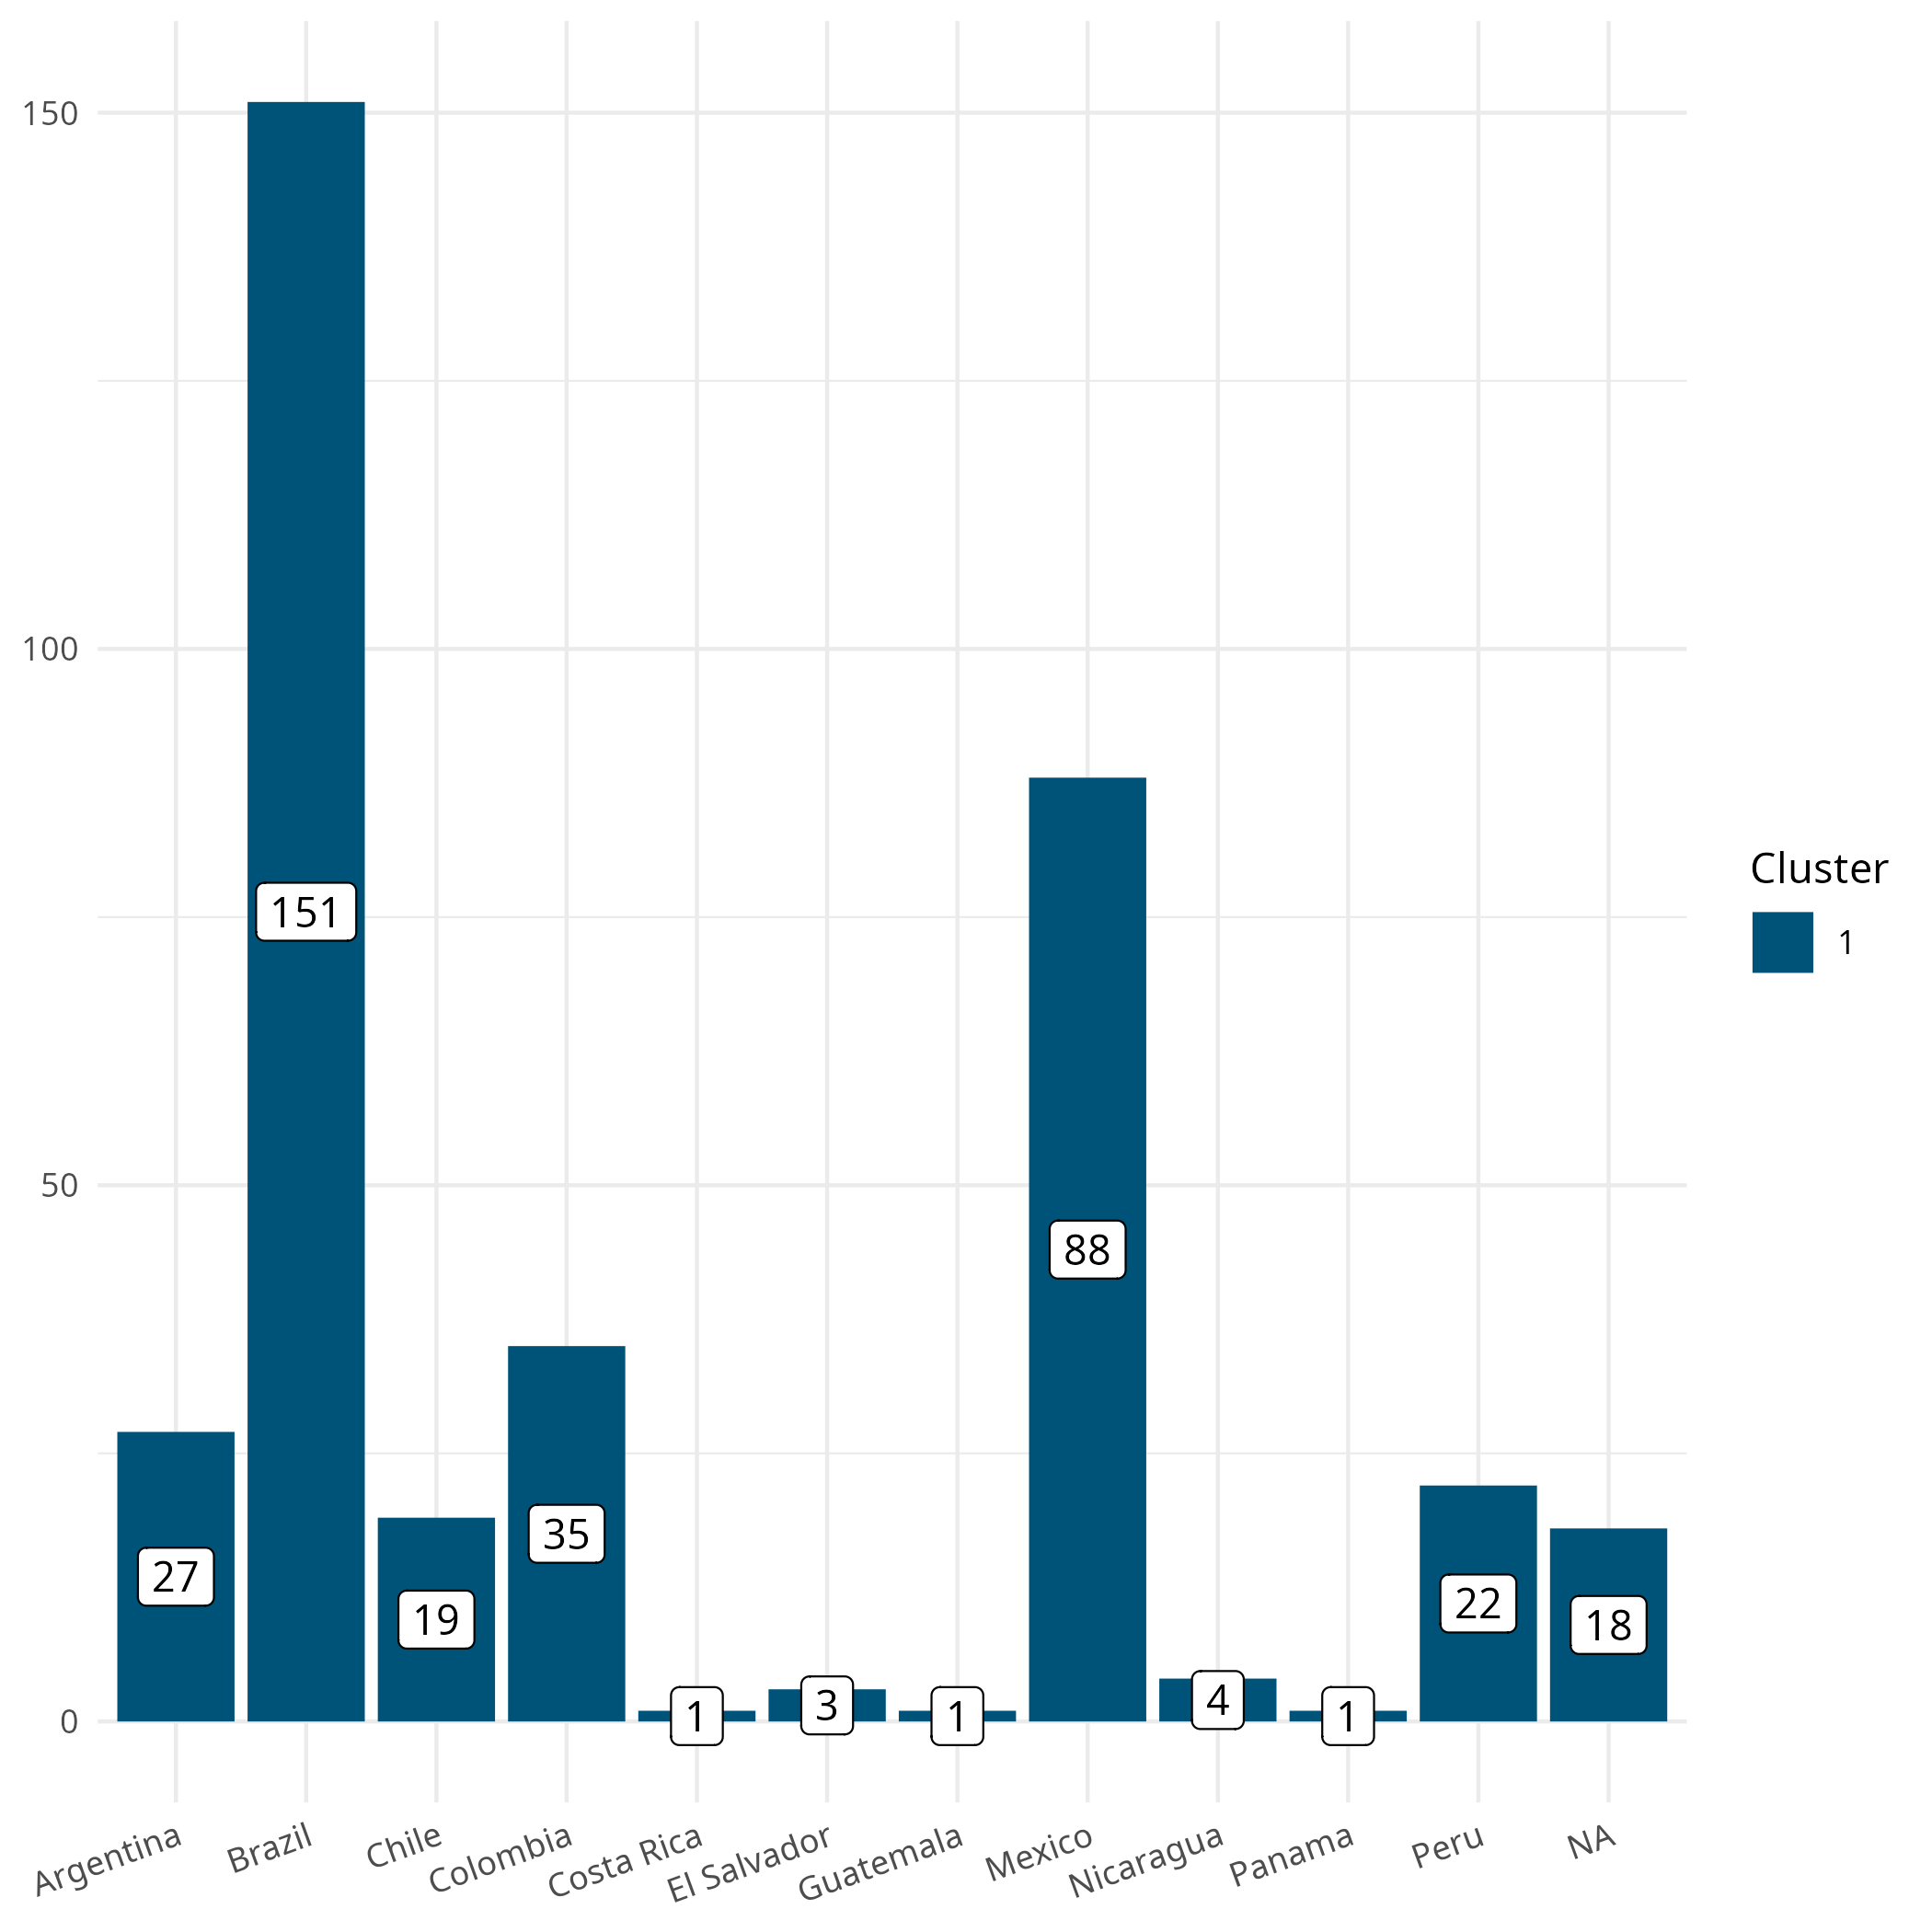 150
100
50
0
151
88
27
19
35
1
3
1
4
1
22
18
Argentina
Brazil
Chile
Colombia
Costa Rica
El Salvador
Guatemala
Mexico
Nicaragua
Panama
Peru
NA
Cluster
1